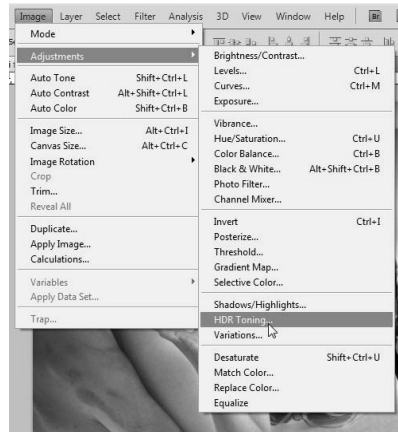 Image Layer Select Filter Analysis 3D View Window Help Br
Mode
Adjustments
Auto Tone Shift+Ctrl+L
Auto Contrast Alt+Shift+Ctrl+L
Auto Color Shift+Ctrl+B
Image Size... Alt+Ctrl+I
Canvas Size... Alt+Ctrl+C
Image Rotation
Crop
Trim...
Reveal All
Duplicate...
Apply Image...
Calculations...
Variables
Apply Data Set...
Trap...
Brightness/Contrast...
Levels... Ctrl+L
Curves... Ctrl+M
Exposure...
Vibrance...
Hue/Saturation... Ctrl+U
Color Balance... Ctrl+B
Black & White... Alt+Shift+Ctrl+B
Photo Filter...
Channel Mixer...
Invert Ctrl+I
Posterize...
Threshold...
Gradient Map...
Selective Color...
Shadows/Highlights...
HDR Toning...
Variations...
Desaturate Shift+Ctrl+U
Match Color...
Replace Color...
Equalize